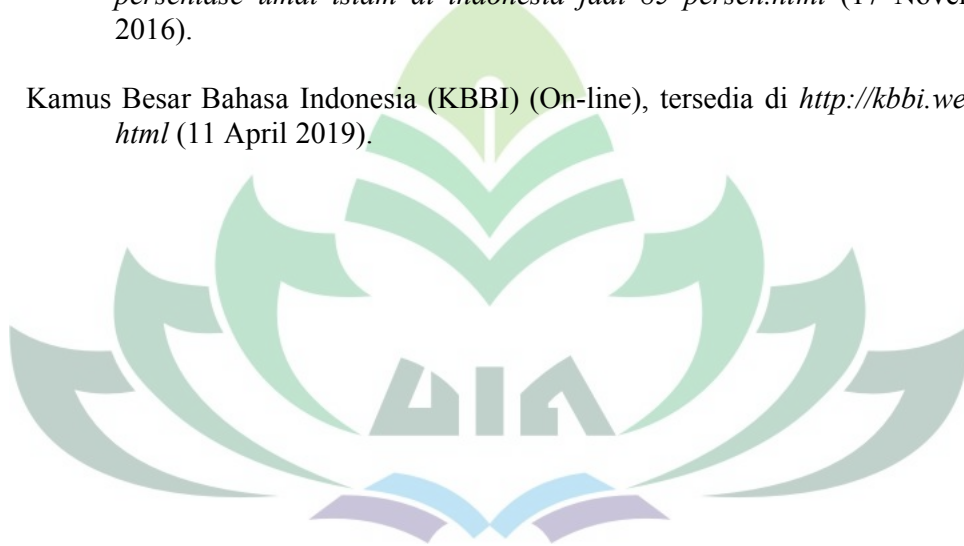 persentase umat islam di indonesia jadi 85 persen.html (17
2016).
Kamus Besar Bahasa Indonesia (KBBI) (On-line), tersedia di http://kbbi.we
html (11 April 2019).
UIN